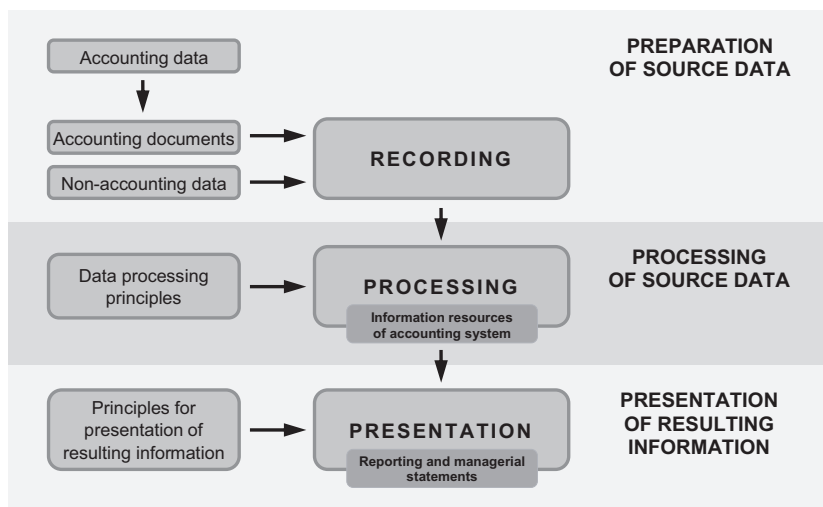 Accounting data
PREPARATION
OF SOURCE DATA
Accounting documents
Non-accounting data
RECORDING
Data processing
principles
PROCESSING
Information resources
of accounting system
PROCESSING
OF SOURCE DATA
Principles for
presentation of
resulting information
PRESENTATION
Reporting and managerial
statements
PRESENTATION
OF RESULTING
INFORMATION